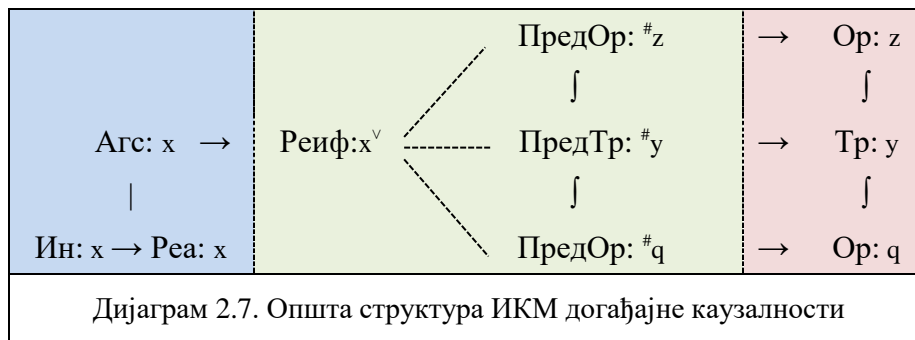 ПредОр: #z → Ор: z
∫ ∫
Агс: x → Реиф:x˅ ПредТр: #y → Тр: y
| ∫ ∫
Ин: x → Реа: x ПредОр: #q → Ор: q
Дијаграм 2.7. Општа структура ИКМ догађајне каузалности